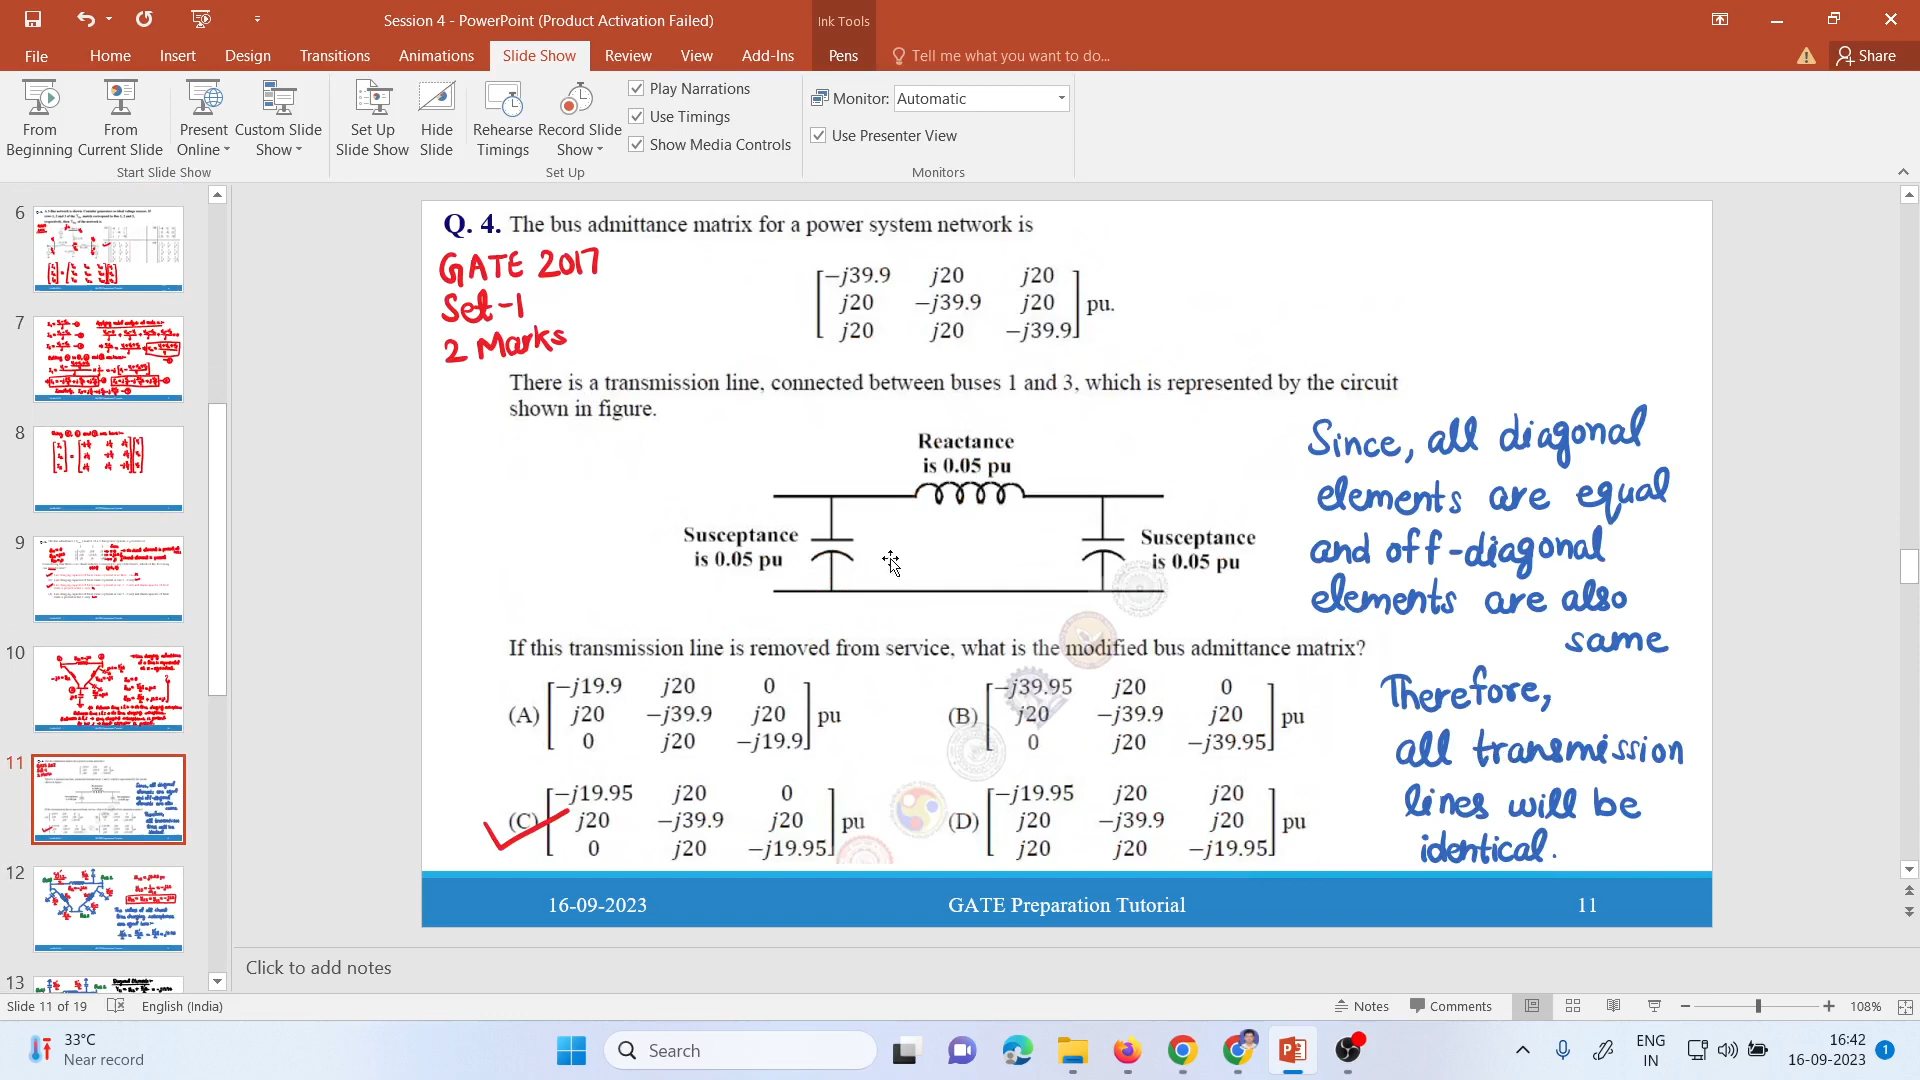 Session 4 - PowerPoint (Product Activation Failed)
Ink Tools
File Home Insert Design Transitions Animations Slide Show Review View Add-Ins Pens Tell me what you want to do... Share
From Beginning
From Current Slide
Present Online
Custom Slide Show
Start Slide Show
Set Up Slide Show
Hide Slide
Rehearse Timings
Record Slide Show
Play Narrations
Use Timings
Show Media Controls
Set Up
Monitor: Automatic
Use Presenter View
Monitors
6
7
8
9
10
11
12
13
Q. 4. The bus admittance matrix for a power system network is
GATE 2017
Set-1
2 Marks
−j39.9 j20 j20
j20 −j39.9 j20 pu.
j20 j20 −j39.9
There is a transmission line, connected between buses 1 and 3, which is represented by the circuit
shown in figure.
Reactance
is 0.05 pu
Susceptance
is 0.05 pu
Susceptance
is 0.05 pu
If this transmission line is removed from service, what is the modified bus admittance matrix?
−j19.9 j20 0
(A) j20 −j39.9 j20 pu
0 j20 −j19.9
−j39.95 j20 0
(B) j20 −j39.9 j20 pu
0 j20 −j39.95
−j19.95 j20 0
(C) j20 −j39.9 j20 pu
0 j20 −j19.95
−j19.95 j20 j20
(D) j20 −j39.9 j20 pu
j20 j20 −j19.95
Since, all diagonal
elements are equal
and off-diagonal
elements are also
same
Therefore,
all transmission
lines will be
identical.
16-09-2023 GATE Preparation Tutorial 11
Click to add notes
Slide 11 of 19 English (India) Notes Comments 108%
33°C
Near record
Search
ENG
IN
16:42
16-09-2023
1